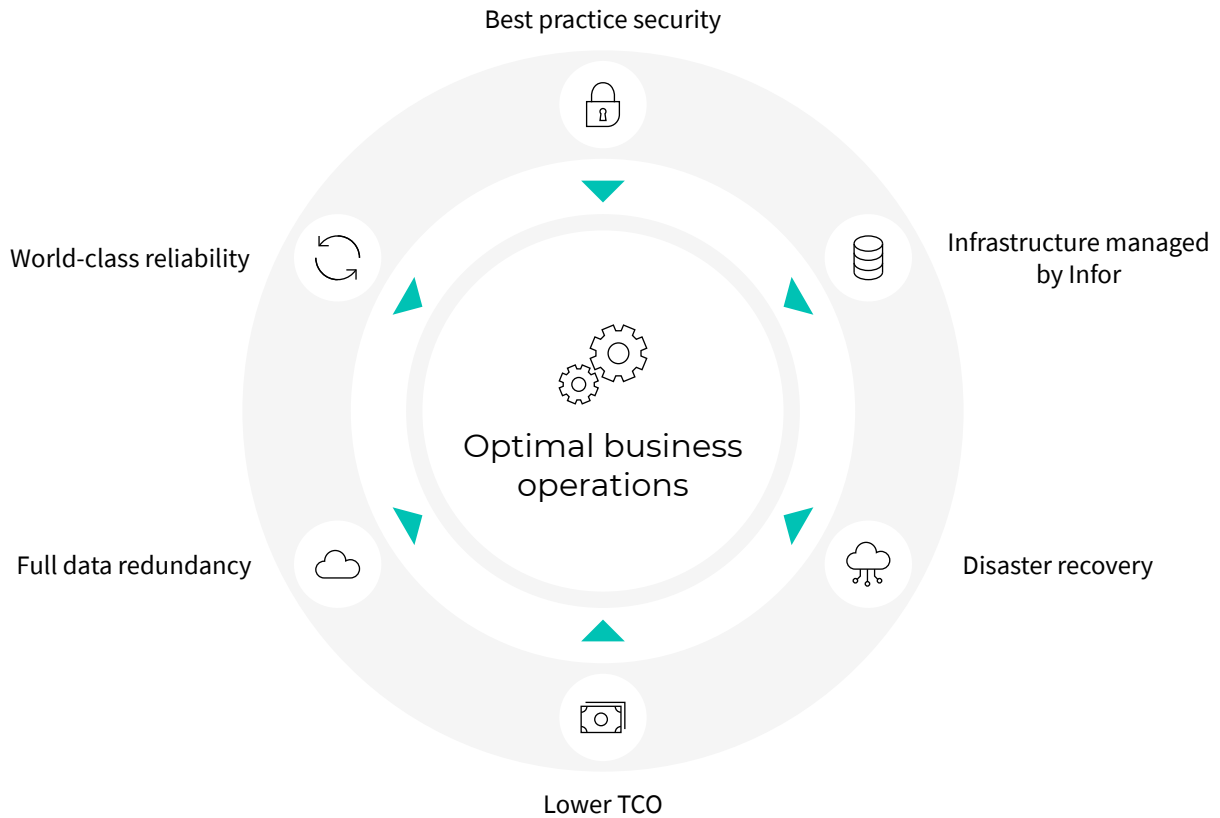 Best practice security
World-class reliability
Infrastructure managed
by Infor
Optimal business
operations
Full data redundancy
Disaster recovery
Lower TCO